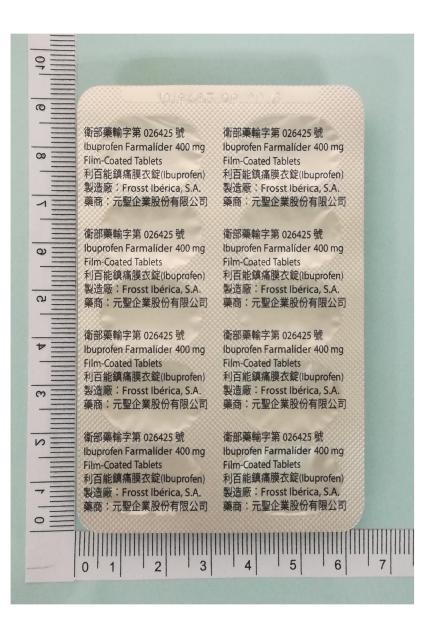 衛部藥輸字第 026425 號
Ibuprofen Farmalíder 400 mg
Film-Coated Tablets
利百能鎮痛膜衣錠(Ibuprofen)
製造廠：Frosst Ibérica, S.A.
藥商：元聖企業股份有限公司
衛部藥輸字第 026425 號
Ibuprofen Farmalíder 400 mg
Film-Coated Tablets
利百能鎮痛膜衣錠(Ibuprofen)
製造廠：Frosst Ibérica, S.A.
藥商：元聖企業股份有限公司
衛部藥輸字第 026425 號
Ibuprofen Farmalíder 400 mg
Film-Coated Tablets
利百能鎮痛膜衣錠(Ibuprofen)
製造廠：Frosst Ibérica, S.A.
藥商：元聖企業股份有限公司
衛部藥輸字第 026425 號
Ibuprofen Farmalíder 400 mg
Film-Coated Tablets
利百能鎮痛膜衣錠(Ibuprofen)
製造廠：Frosst Ibérica, S.A.
藥商：元聖企業股份有限公司
衛部藥輸字第 026425 號
Ibuprofen Farmalíder 400 mg
Film-Coated Tablets
利百能鎮痛膜衣錠(Ibuprofen)
製造廠：Frosst Ibérica, S.A.
藥商：元聖企業股份有限公司
衛部藥輸字第 026425 號
Ibuprofen Farmalíder 400 mg
Film-Coated Tablets
利百能鎮痛膜衣錠(Ibuprofen)
製造廠：Frosst Ibérica, S.A.
藥商：元聖企業股份有限公司
衛部藥輸字第 026425 號
Ibuprofen Farmalíder 400 mg
Film-Coated Tablets
利百能鎮痛膜衣錠(Ibuprofen)
製造廠：Frosst Ibérica, S.A.
藥商：元聖企業股份有限公司
衛部藥輸字第 026425 號
Ibuprofen Farmalíder 400 mg
Film-Coated Tablets
利百能鎮痛膜衣錠(Ibuprofen)
製造廠：Frosst Ibérica, S.A.
藥商：元聖企業股份有限公司
10
9
8
7
6
5
4
3
2
1
0
0 1 2 3 4 5 6 7